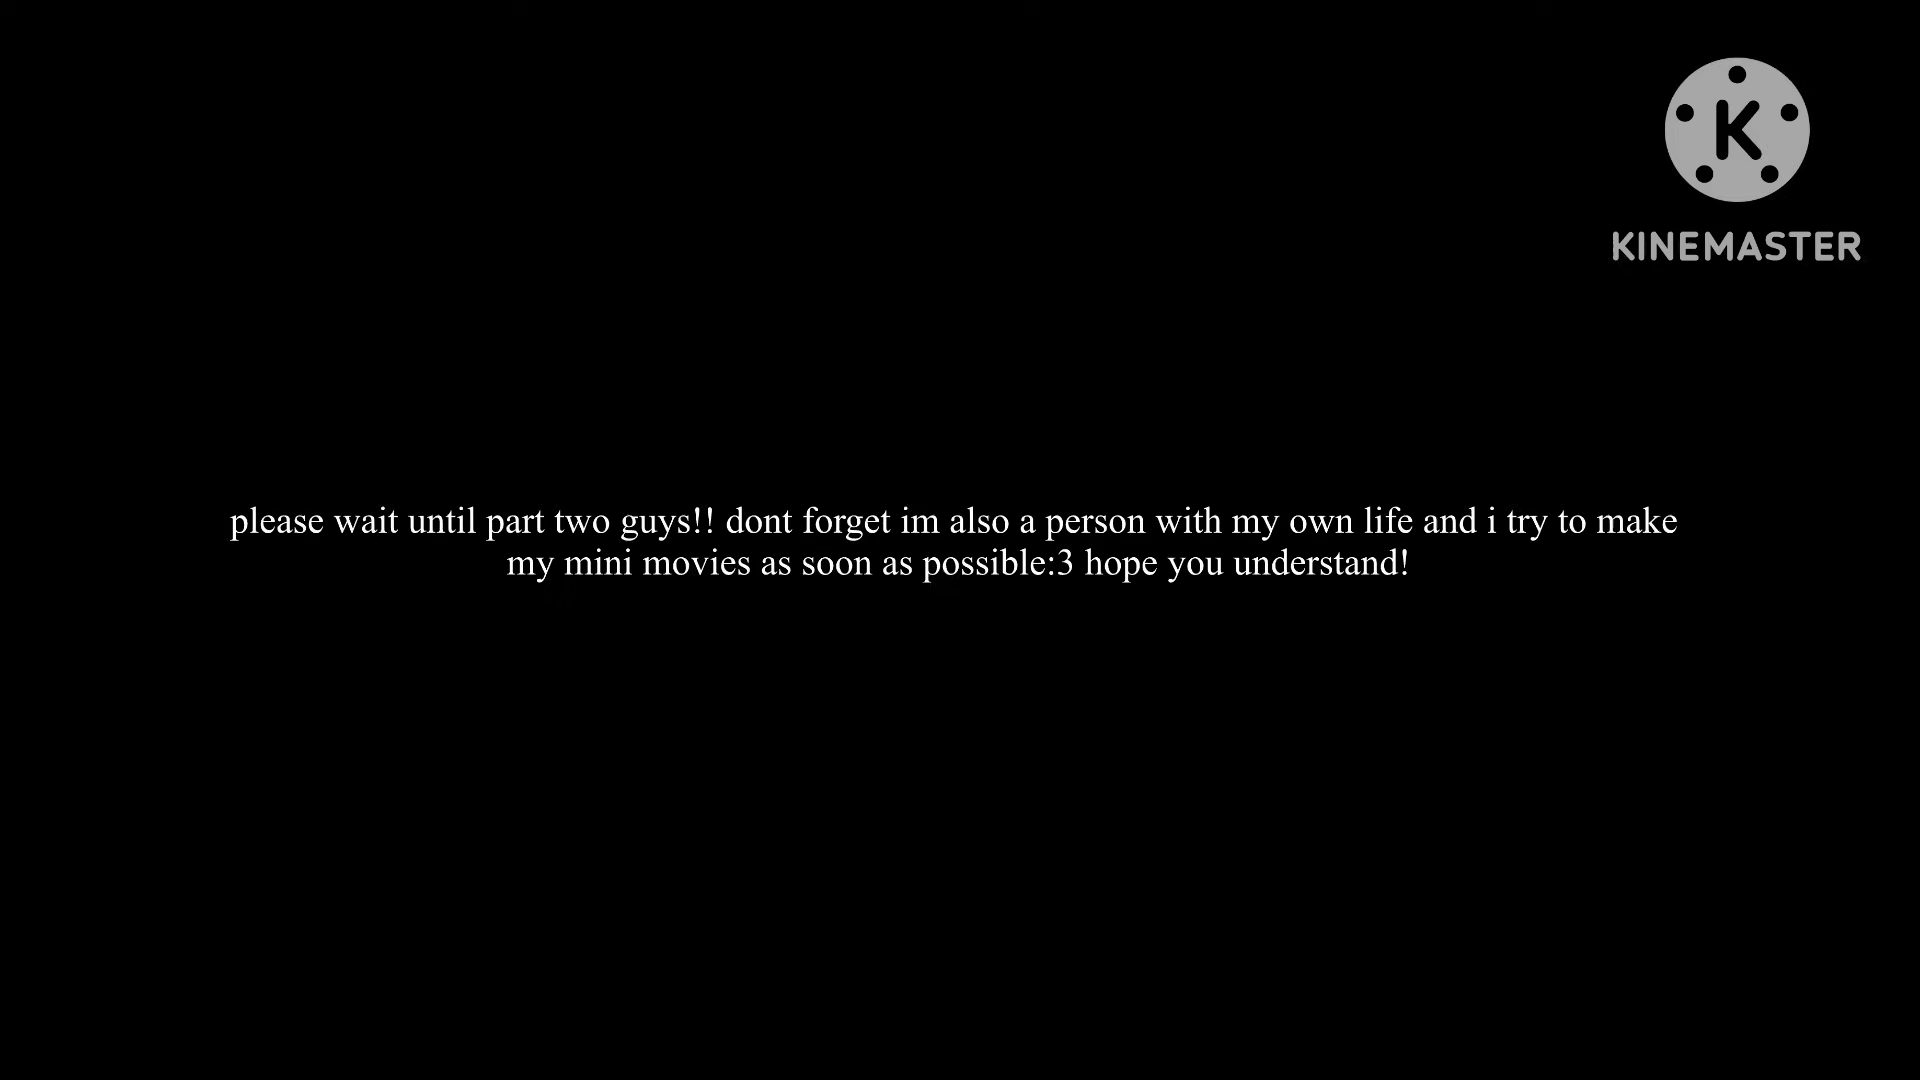 K
KINEMASTER
please wait until part two guys!! dont forget im also a person with my own life and i try to make
my mini movies as soon as possible:3 hope you understand!